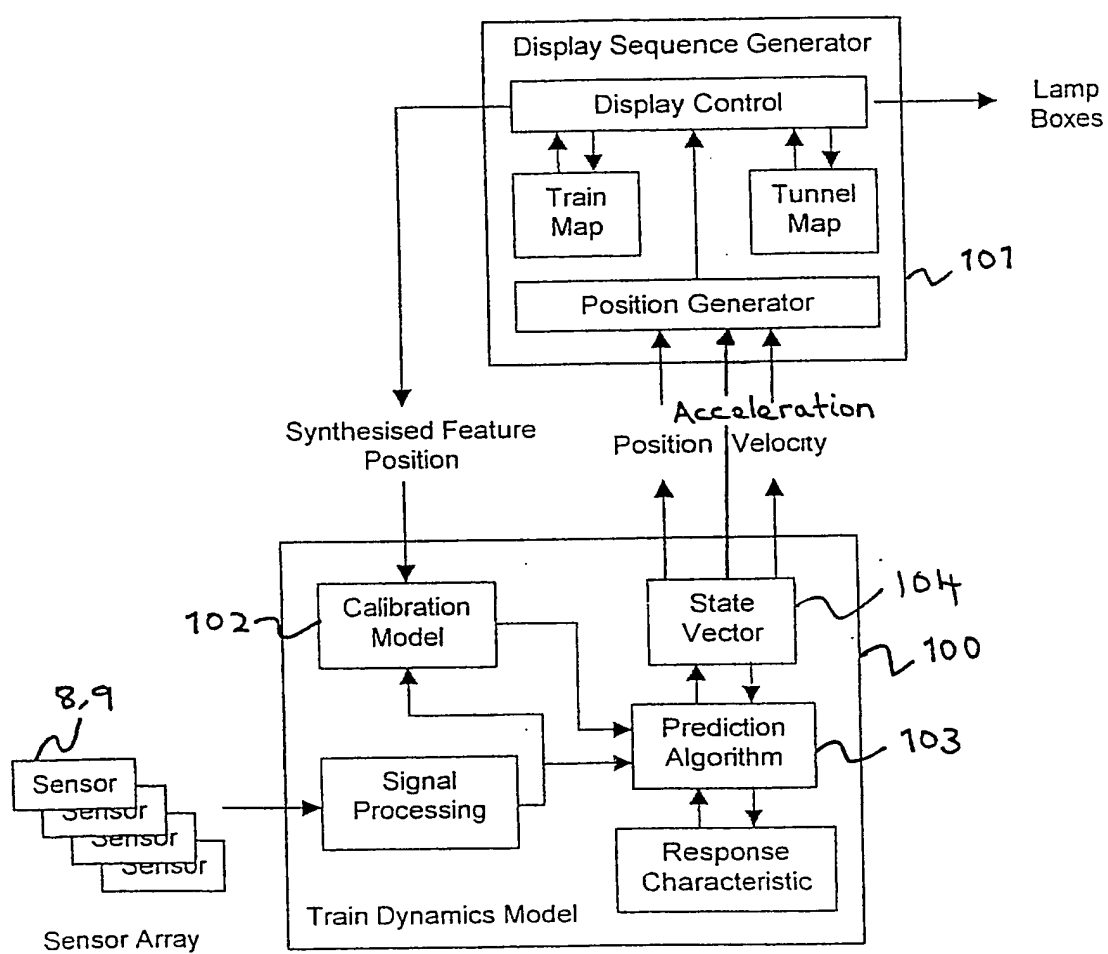 Display Sequence Generator
Display Control
Lamp
Boxes
Train
Map
Tunnel
Map
101
Position Generator
Acceleration
Synthesised Feature
Position
Position Velocity
102
Calibration
Model
State
Vector
104
100
8,9
Prediction
Algorithm
103
Sensor
Sensor
Sensor
Sensor
Signal
Processing
Response
Characteristic
Train Dynamics Model
Sensor Array